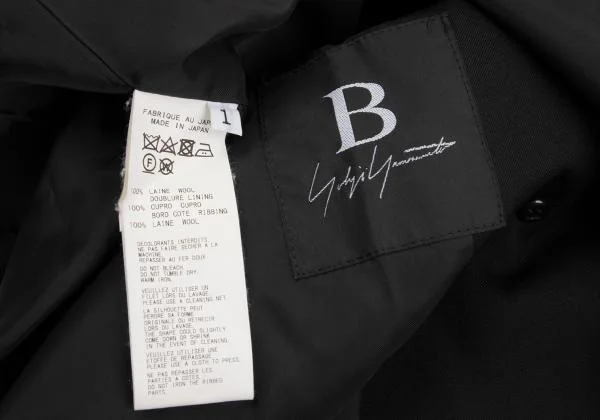 FABRIQUE AU JAP
MADE IN JAPAN
1
F
100% LAINE WOOL
DOUBLURE LINING
100% CUPRO CUPRO
BORD COTE RIBBING
100% LAINE WOOL
DECOLORANTS INTERDITS.
NE PAS FAIRE SECHER A LA
MACHINE.
REPASSER AU FER DOUX
DO NOT BLEACH.
DO NOT TUMBLE DRY.
WARM IRON.
VEUILLEZ UTILISER UN
FILET LORS DU LAVAGE.
PLEASE USE A CLEANING NET.
LA SILHOUETTE PEUT
PERDRE SA FORME
ORIGINALE OU RETRECIR
LORS DU LAVAGE.
THE SHAPE COULD SLIGHTLY
COME DOWN OR SHRINK
IN THE EVENT OF CLEANING.
VEUILLEZ UTILISER UNE
ETOFFE DE REPASSAGE.
PLEASE USE A CLOTH TO PRESS.
NE PAS REPASSER LES
PARTIES A COTES.
DO NOT IRON THE RIBBED
PARTS.
B
Yohji Yamamoto